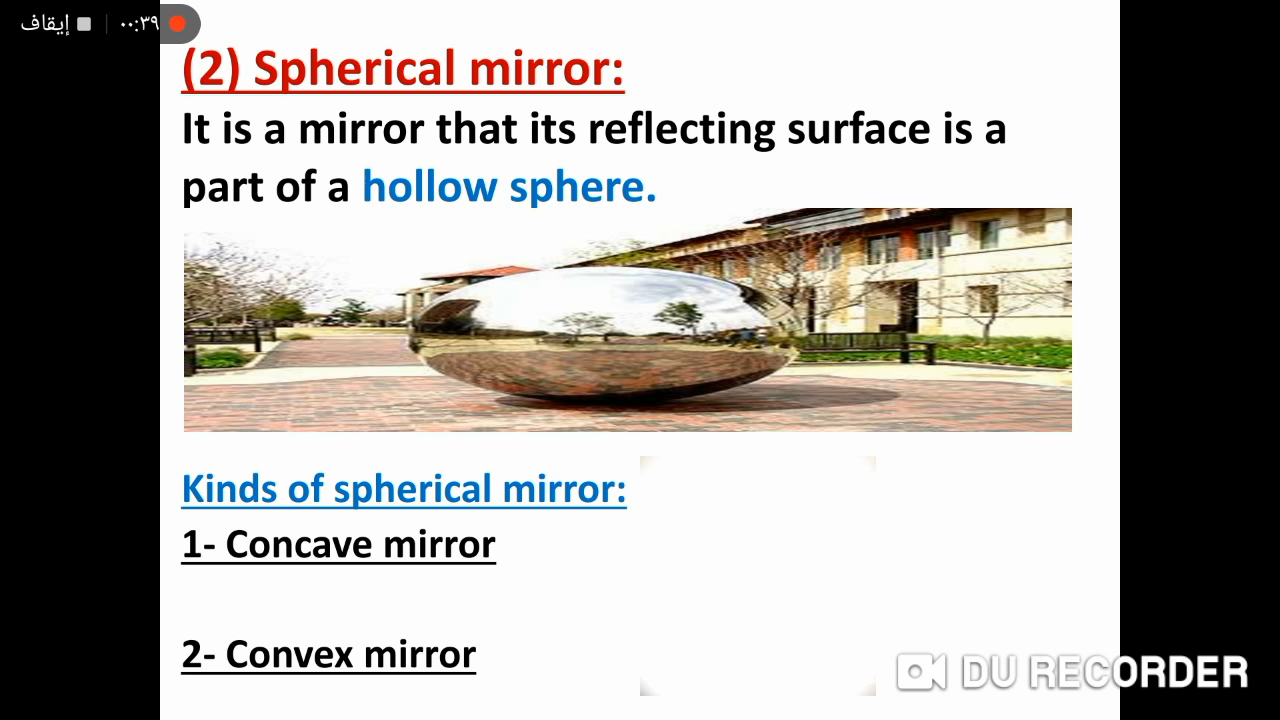 إيقاف ٠٠:٣٩
(2) Spherical mirror:
It is a mirror that its reflecting surface is a
part of a hollow sphere.
Kinds of spherical mirror:
1- Concave mirror
2- Convex mirror
DU RECORDER